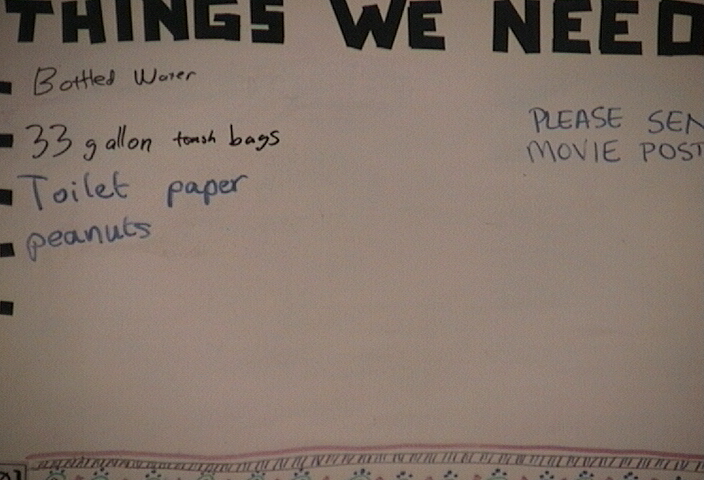 THINGS WE NEED
Bottled Water
33 gallon trash bags
Toilet paper
peanuts
PLEASE SEN
MOVIE POST